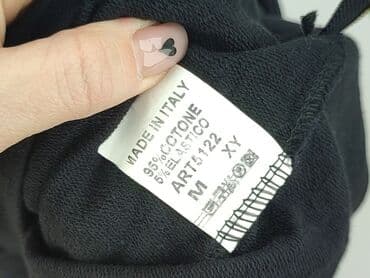 MADE IN ITALY
95%COTONE
5%ELASTICO
ART5122
M XY